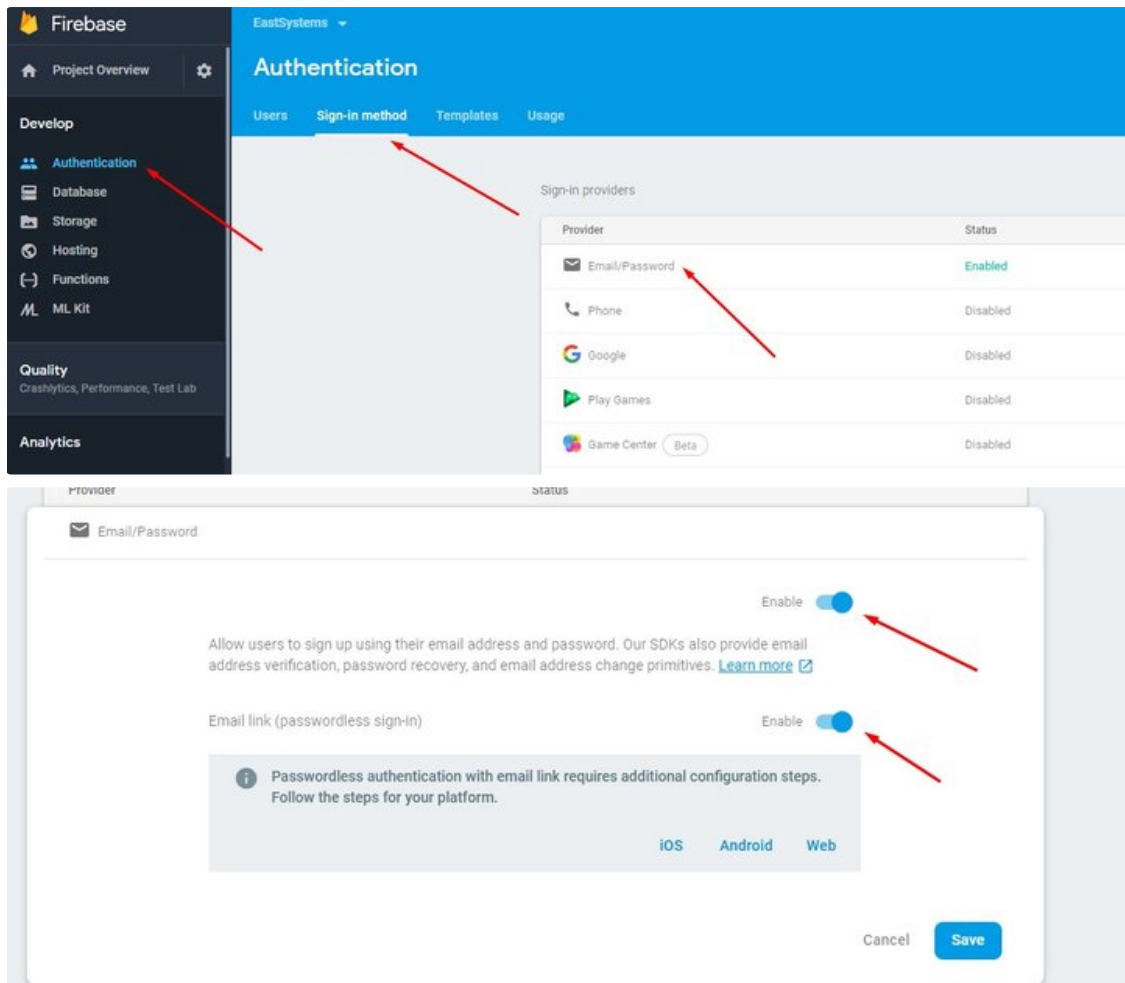 Firebase
EastSystems
Project Overview
Authentication
Users Sign-in method Templates Usage
Develop
Authentication
Database
Storage
Hosting
Functions
ML Kit
Quality
Crashlytics, Performance, Test Lab
Analytics
Sign-in providers
Provider Status
Email/Password Enabled
Phone Disabled
Google Disabled
Play Games Disabled
Game Center Beta Disabled
Provider Status
Email/Password
Enable
Allow users to sign up using their email address and password. Our SDKs also provide email
address verification, password recovery, and email address change primitives. Learn more
Email link (passwordless sign-in) Enable
Passwordless authentication with email link requires additional configuration steps.
Follow the steps for your platform.
iOS Android Web
Cancel Save